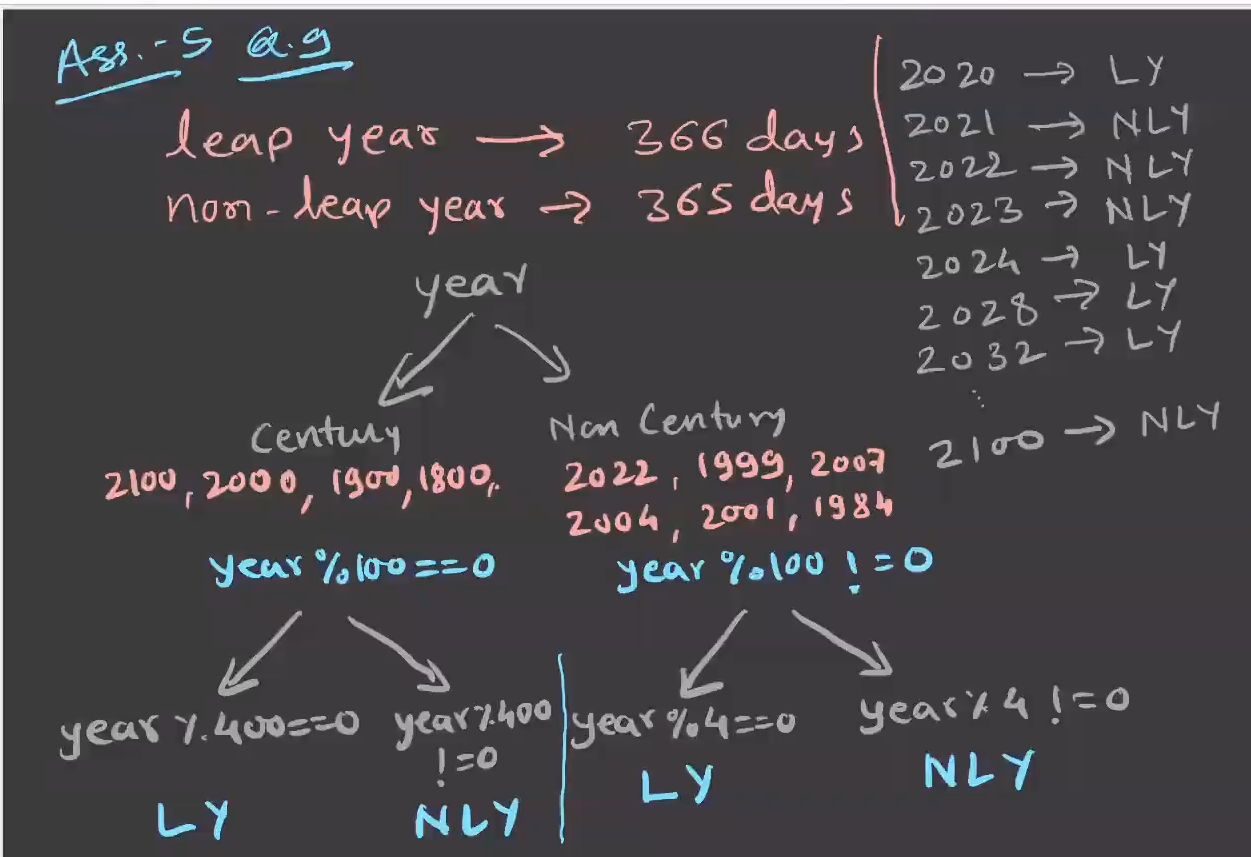 Ass.-5 Q.9
leap year → 366 days
non-leap year → 365 days
2020 → LY
2021 → NLY
2022 → NLY
2023 → NLY
2024 → LY
2028 → LY
2032 → LY
⋮
2100 → NLY
year
Century
2100, 2000, 1900, 1800,
year % 100 == 0
Non Century
2022, 1999, 2007
2004, 2001, 1984
year % 100 != 0
year % 400 == 0
LY
year % 400
!= 0
NLY
year % 4 == 0
LY
year % 4 != 0
NLY